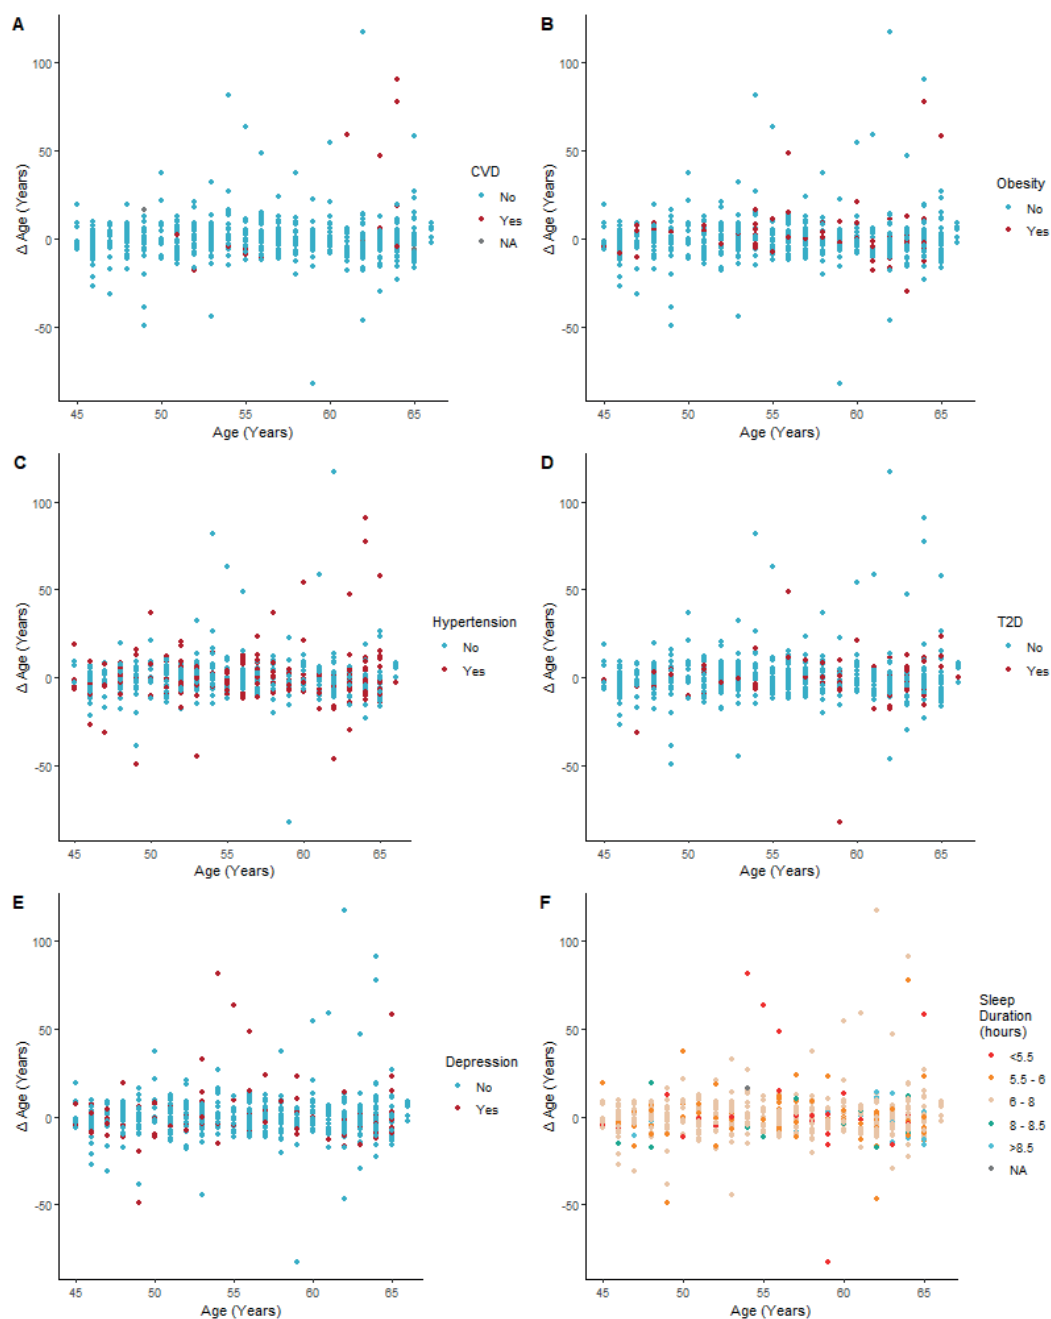 A
100
50
0
-50
Δ Age (Years)
45 50 55 60 65
Age (Years)
CVD
No
Yes
NA
B
100
50
0
-50
Δ Age (Years)
45 50 55 60 65
Age (Years)
Obesity
No
Yes
C
100
50
0
-50
Δ Age (Years)
45 50 55 60 65
Age (Years)
Hypertension
No
Yes
D
100
50
0
-50
Δ Age (Years)
45 50 55 60 65
Age (Years)
T2D
No
Yes
E
100
50
0
-50
Δ Age (Years)
45 50 55 60 65
Age (Years)
Depression
No
Yes
F
100
50
0
-50
Δ Age (Years)
45 50 55 60 65
Age (Years)
Sleep
Duration
(hours)
<5.5
5.5 - 6
6 - 8
8 - 8.5
>8.5
NA